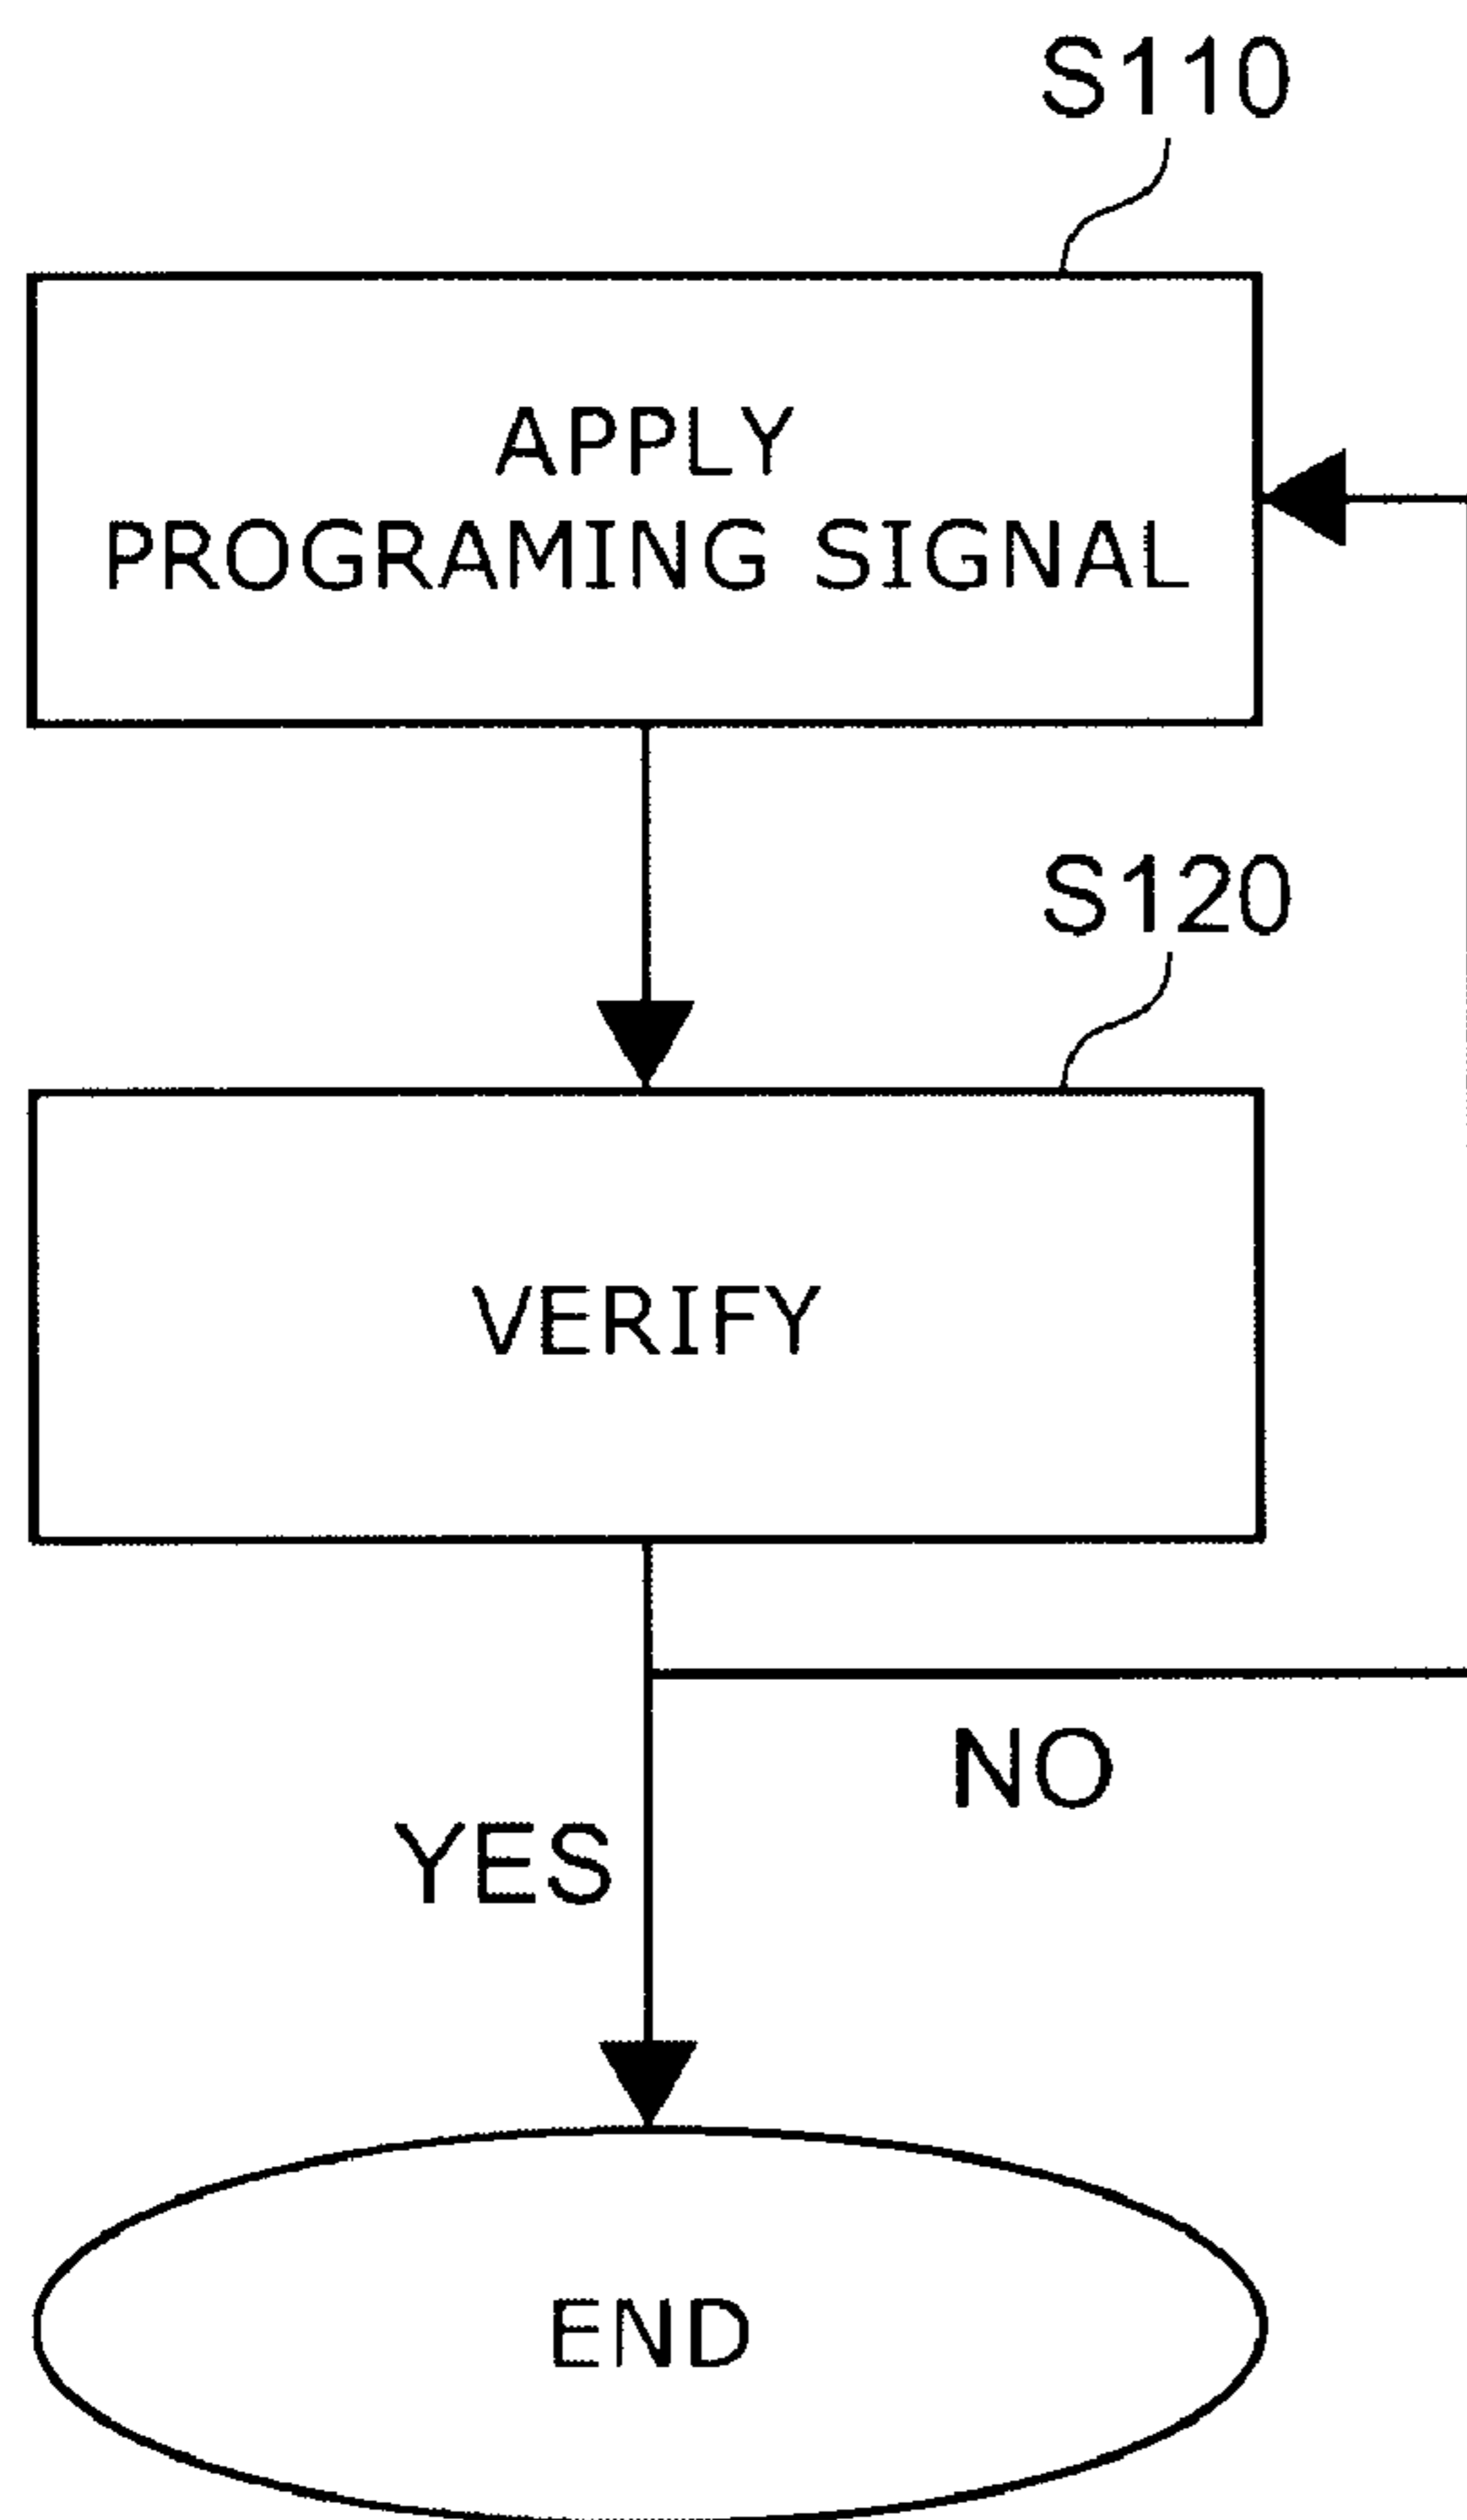 S110
APPLY
PROGRAMING SIGNAL
S120
VERIFY
NO
YES
END